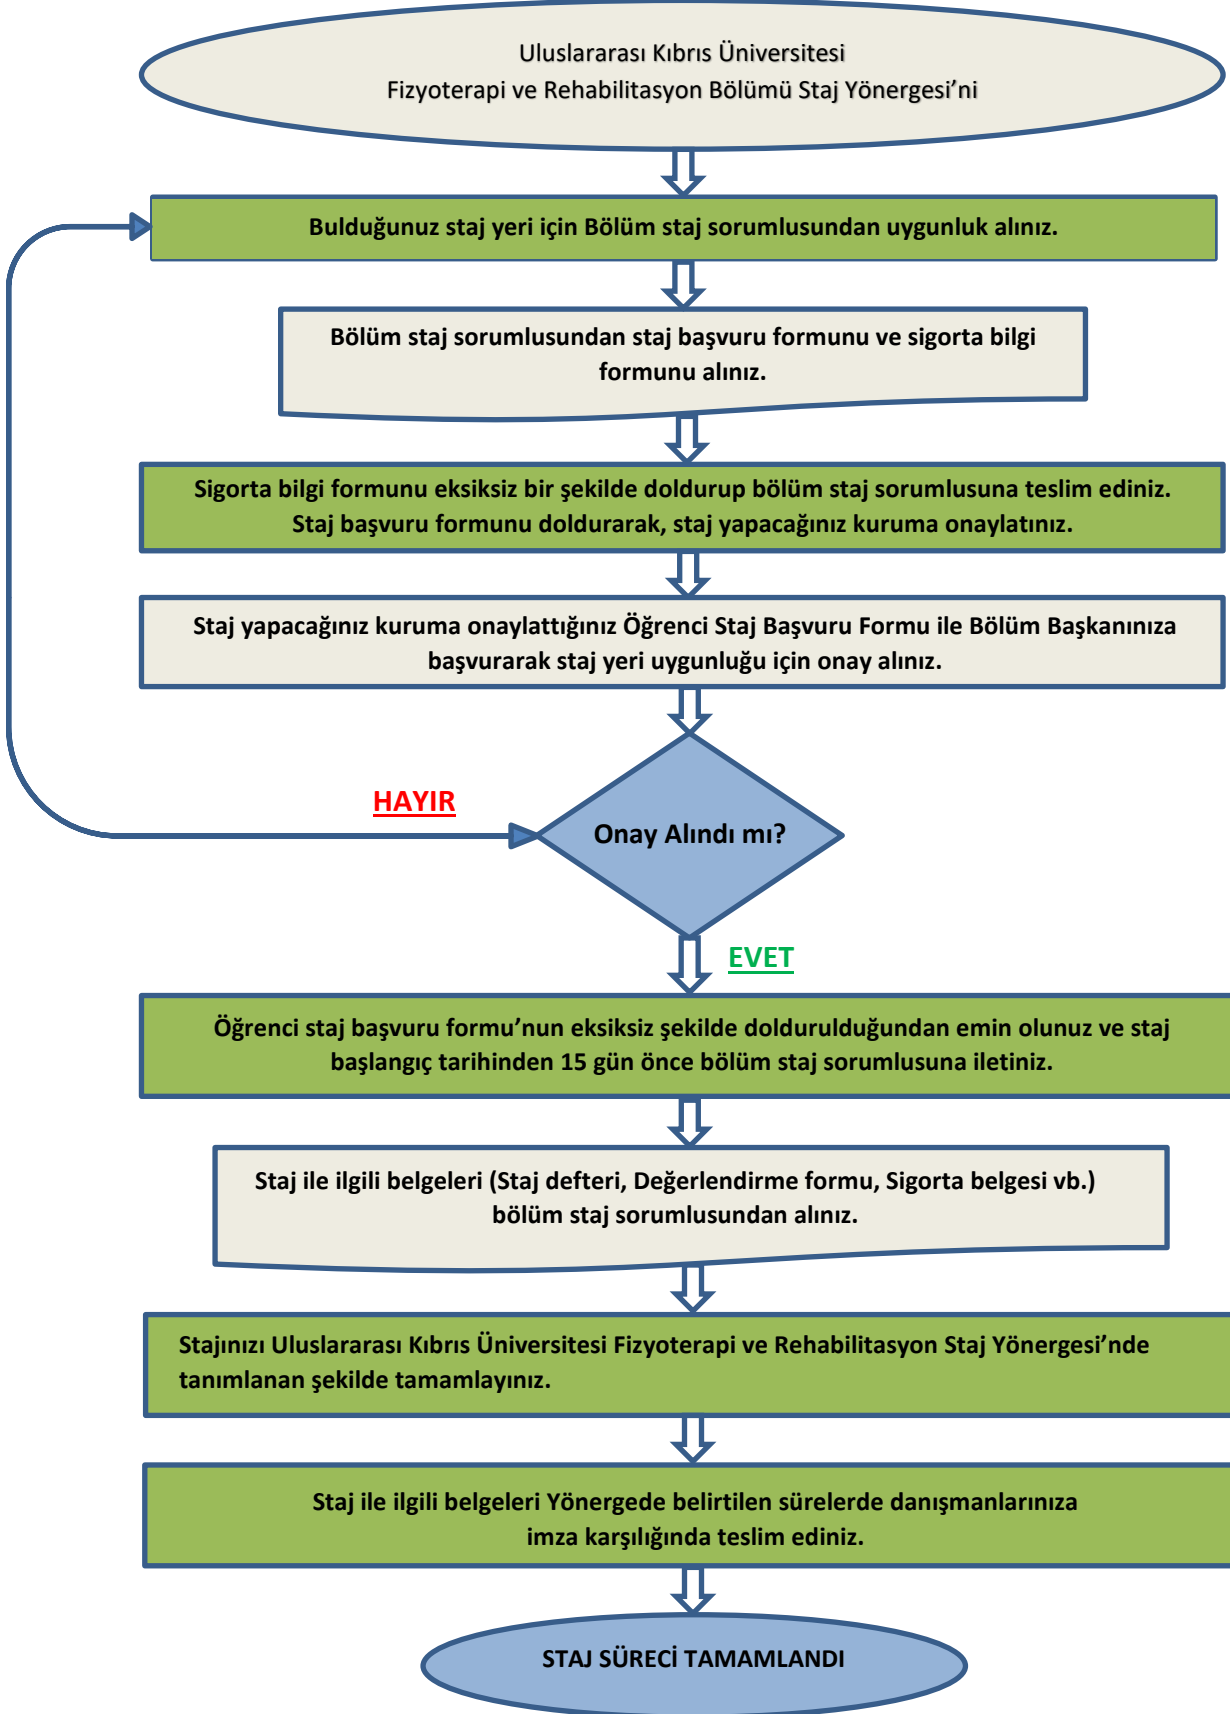 Uluslararası Kıbrıs Üniversitesi
Fizyoterapi ve Rehabilitasyon Bölümü Staj Yönergesi’ni
Bulduğunuz staj yeri için Bölüm staj sorumlusundan uygunluk alınız.
Bölüm staj sorumlusundan staj başvuru formunu ve sigorta bilgi
formunu alınız.
Sigorta bilgi formunu eksiksiz bir şekilde doldurup bölüm staj sorumlusuna teslim ediniz.
Staj başvuru formunu doldurarak, staj yapacağınız kuruma onaylatınız.
Staj yapacağınız kuruma onaylattığınız Öğrenci Staj Başvuru Formu ile Bölüm Başkanınıza
başvurarak staj yeri uygunluğu için onay alınız.
HAYIR
Onay Alındı mı?
EVET
Öğrenci staj başvuru formu’nun eksiksiz şekilde doldurulduğundan emin olunuz ve staj
başlangıç tarihinden 15 gün önce bölüm staj sorumlusuna iletiniz.
Staj ile ilgili belgeleri (Staj defteri, Değerlendirme formu, Sigorta belgesi vb.)
bölüm staj sorumlusundan alınız.
Stajınızı Uluslararası Kıbrıs Üniversitesi Fizyoterapi ve Rehabilitasyon Staj Yönergesi’nde
tanımlanan şekilde tamamlayınız.
Staj ile ilgili belgeleri Yönergede belirtilen sürelerde danışmanlarınıza
imza karşılığında teslim ediniz.
STAJ SÜRECİ TAMAMLANDI